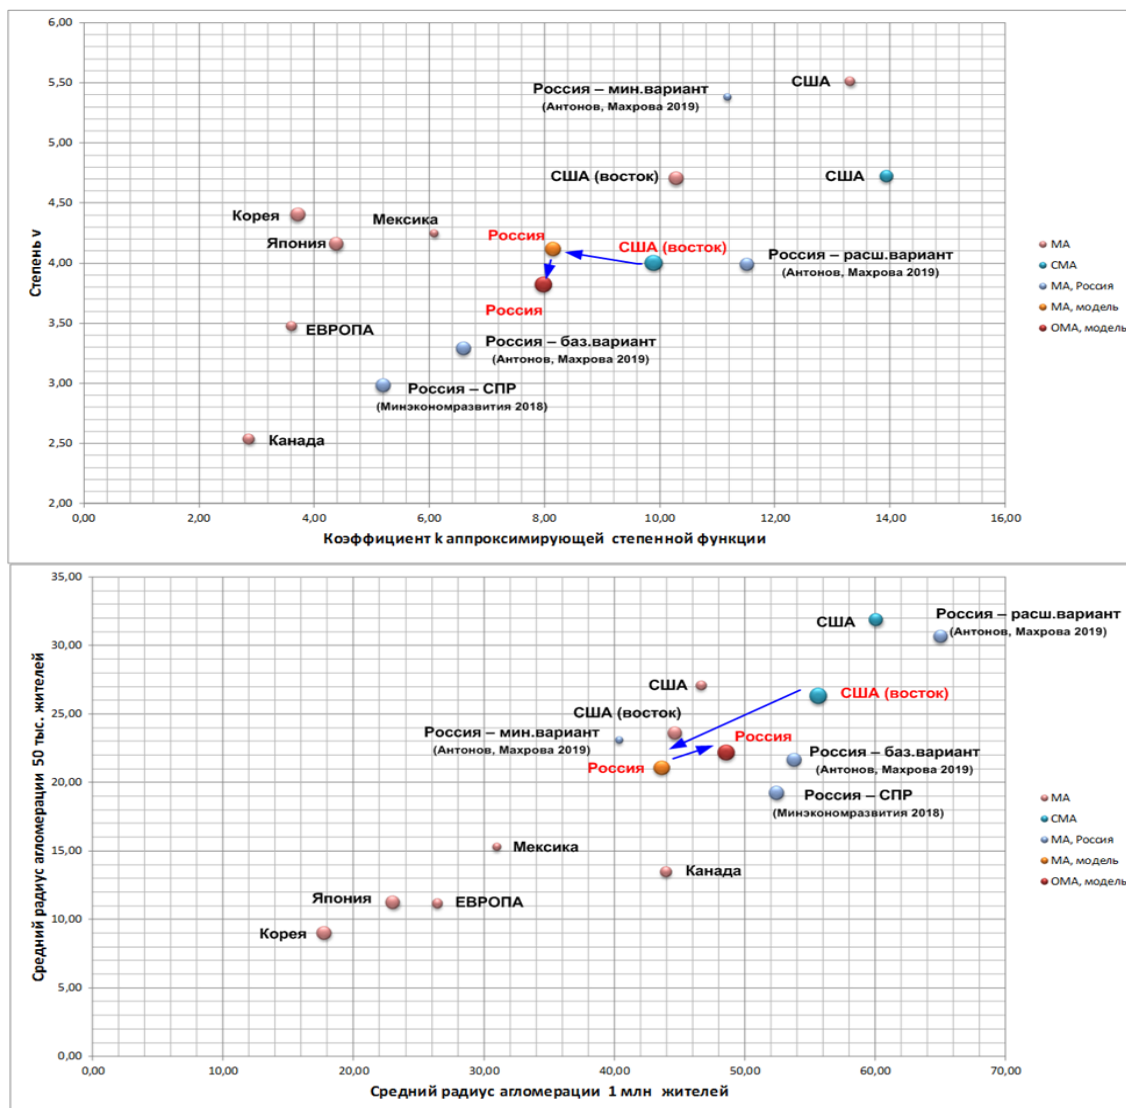 6,00
5,50
5,00
4,50
4,00
3,50
3,00
2,50
2,00
Степень v
США
Россия – мин.вариант
(Антонов, Махрова 2019)
США (восток)
США
Корея
Мексика
Япония
Россия
США (восток)
Россия – расш.вариант
(Антонов, Махрова 2019)
Россия
ЕВРОПА
Россия – баз.вариант
(Антонов, Махрова 2019)
Россия – СПР
(Минэкономразвития 2018)
Канада
МА
СМА
МА, Россия
МА, модель
ОМА, модель
0,00 2,00 4,00 6,00 8,00 10,00 12,00 14,00 16,00
Коэффициент k аппроксимирующей степенной функции
35,00
30,00
25,00
20,00
15,00
10,00
5,00
0,00
Средний радиус агломерации 50 тыс. жителей
Россия – расш.вариант
(Антонов, Махрова 2019)
США
США
США (восток)
США (восток)
Россия – мин.вариант
(Антонов, Махрова 2019)
Россия
Россия
Россия – баз.вариант
(Антонов, Махрова 2019)
Россия – СПР
(Минэкономразвития 2018)
Мексика
Канада
Япония
ЕВРОПА
Корея
МА
СМА
МА, Россия
МА, модель
ОМА, модель
0,00 10,00 20,00 30,00 40,00 50,00 60,00 70,00
Средний радиус агломерации 1 млн жителей